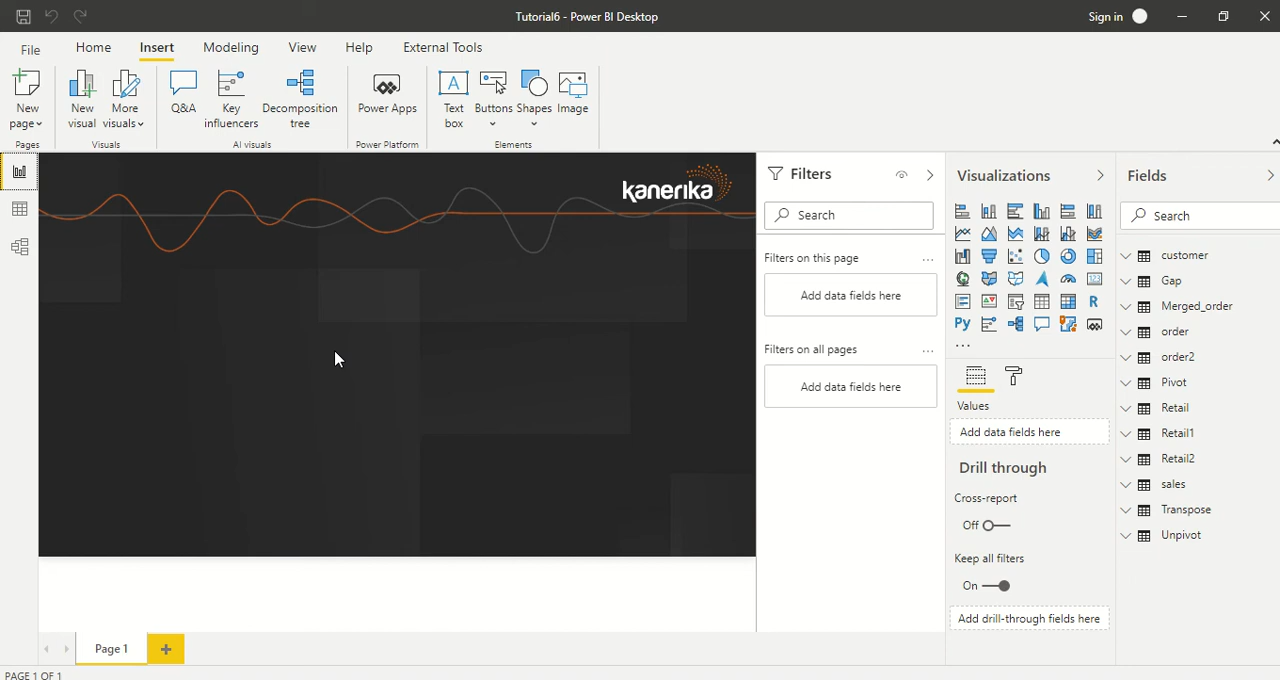 Tutorial6 - Power BI Desktop
Sign in
File
Home
Insert
Modeling
View
Help
External Tools
New page
Pages
New visual
More visuals
Visuals
Q&A
Key influencers
Decomposition tree
AI visuals
Power Apps
Power Platform
Text box
Buttons
Shapes
Image
Elements
kanerika
Filters
Search
Filters on this page
...
Add data fields here
Filters on all pages
...
Add data fields here
Visualizations
R
Py
...
Values
Add data fields here
Drill through
Cross-report
Off
Keep all filters
On
Add drill-through fields here
Fields
Search
customer
Gap
Merged_order
order
order2
Pivot
Retail
Retail1
Retail2
sales
Transpose
Unpivot
Page 1
PAGE 1 OF 1